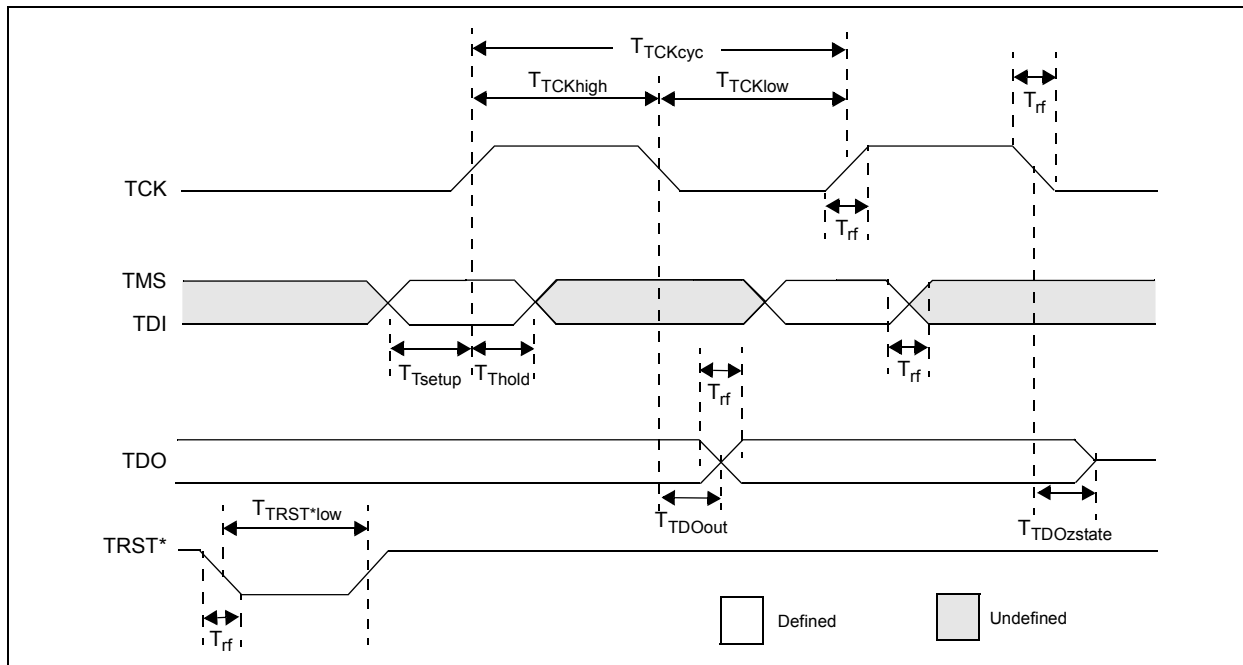 TTCKcyc
TTCKhigh
TTCKlow
Trf
TCK
Trf
TMS
TDI
TTsetup
TThold
Trf
Trf
TDO
TTDOout
TTDOzstate
TTRST*low
TRST*
Trf
Defined
Undefined